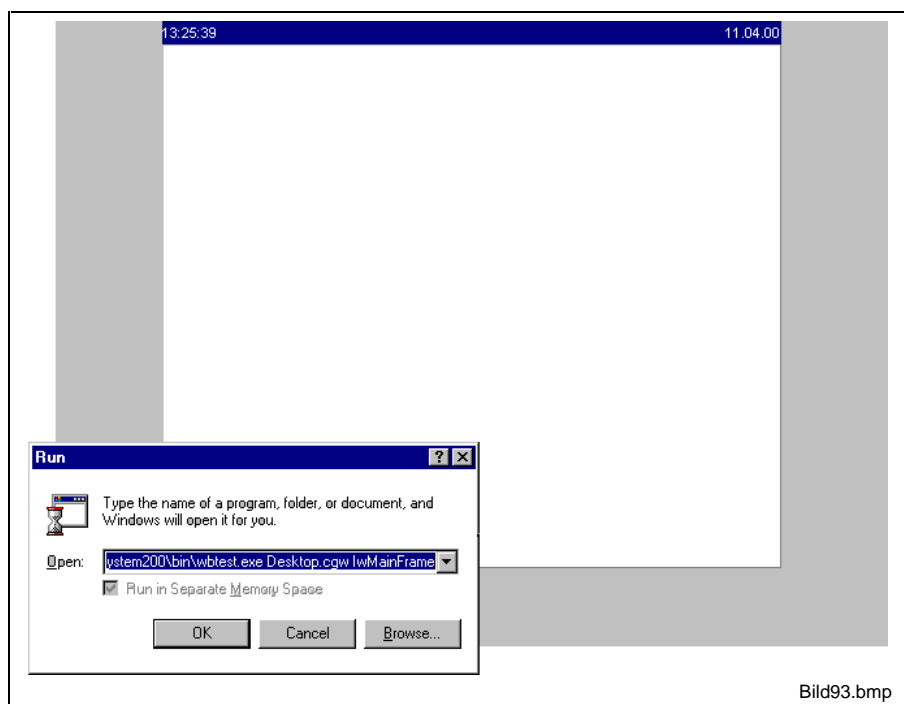 13:25:39 11.04.00
Run
Type the name of a program, folder, or document, and
Windows will open it for you.
Open: ystem200\bin\wbtest.exe Desktop.cgw IwMainFrame
Run in Separate Memory Space
OK Cancel Browse...
Bild93.bmp